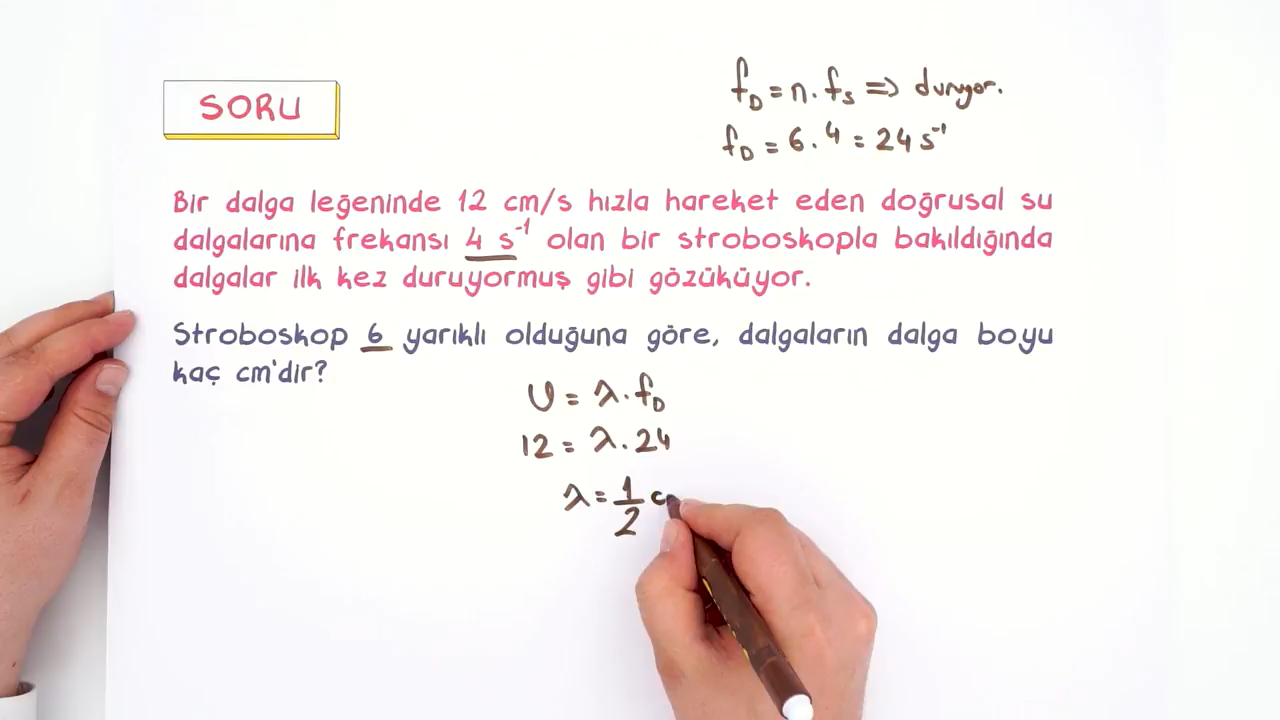 SORU
f_D = n. f_s => duruyor.
f_D = 6. 4 = 24 s⁻¹
Bir dalga leğeninde 12 cm/s hızla hareket eden doğrusal su
dalgalarına frekansı 4 s⁻¹ olan bir stroboskopla bakıldığında
dalgalar ilk kez duruyormuş gibi gözüküyor.
Stroboskop 6 yarıklı olduğuna göre, dalgaların dalga boyu
kaç cm'dir?
υ = λ. f_D
12 = λ. 24
λ = 1/2 c